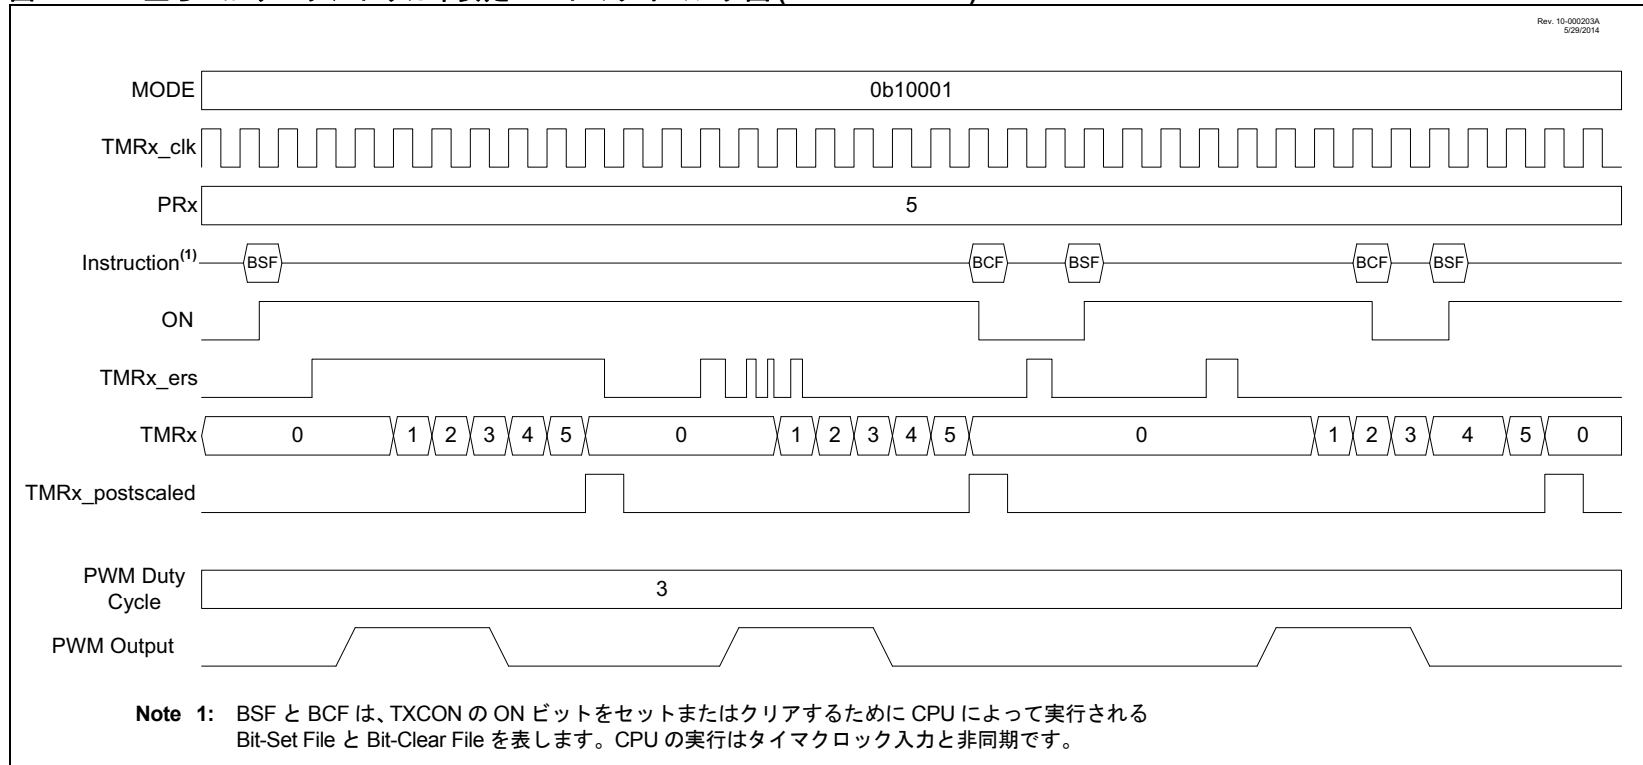 Rev. 10-000203A
5/29/2014
MODE 0b10001
TMRx_clk
PRx 5
Instruction(1) BSF BCF BSF BCF BSF
ON
TMRx_ers
TMRx 0 1 2 3 4 5 0 1 2 3 4 5 0 1 2 3 4 5 0
TMRx_postscaled
PWM Duty
Cycle 3
PWM Output
Note 1: BSF と BCF は、TXCON の ON ビットをセットまたはクリアするために CPU によって実行される
Bit-Set File と Bit-Clear File を表します。CPU の実行はタイマクロック入力と非同期です。